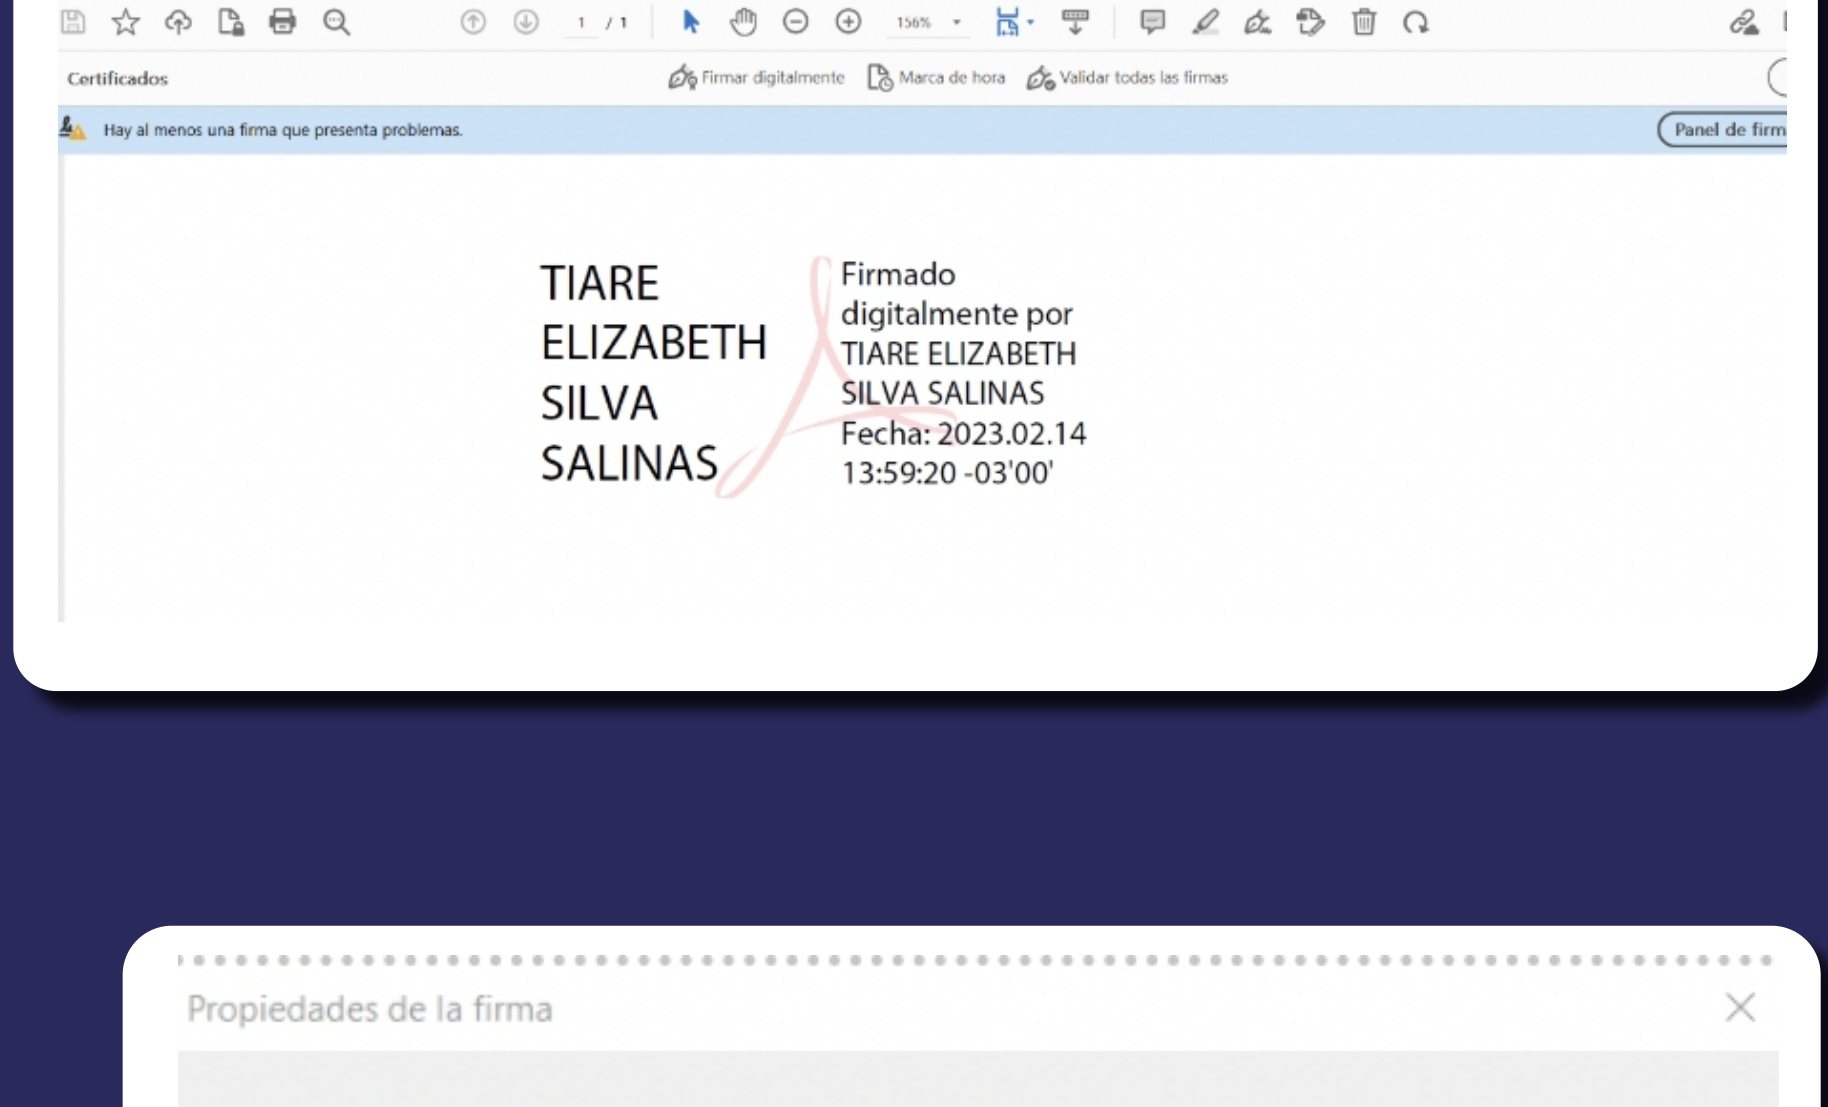 1 / 1
156%
Certificados
Firmar digitalmente
Marca de hora
Validar todas las firmas
Hay al menos una firma que presenta problemas.
Panel de firm
TIARE
ELIZABETH
SILVA
SALINAS
Firmado
digitalmente por
TIARE ELIZABETH
SILVA SALINAS
Fecha: 2023.02.14
13:59:20 -03'00'
Propiedades de la firma